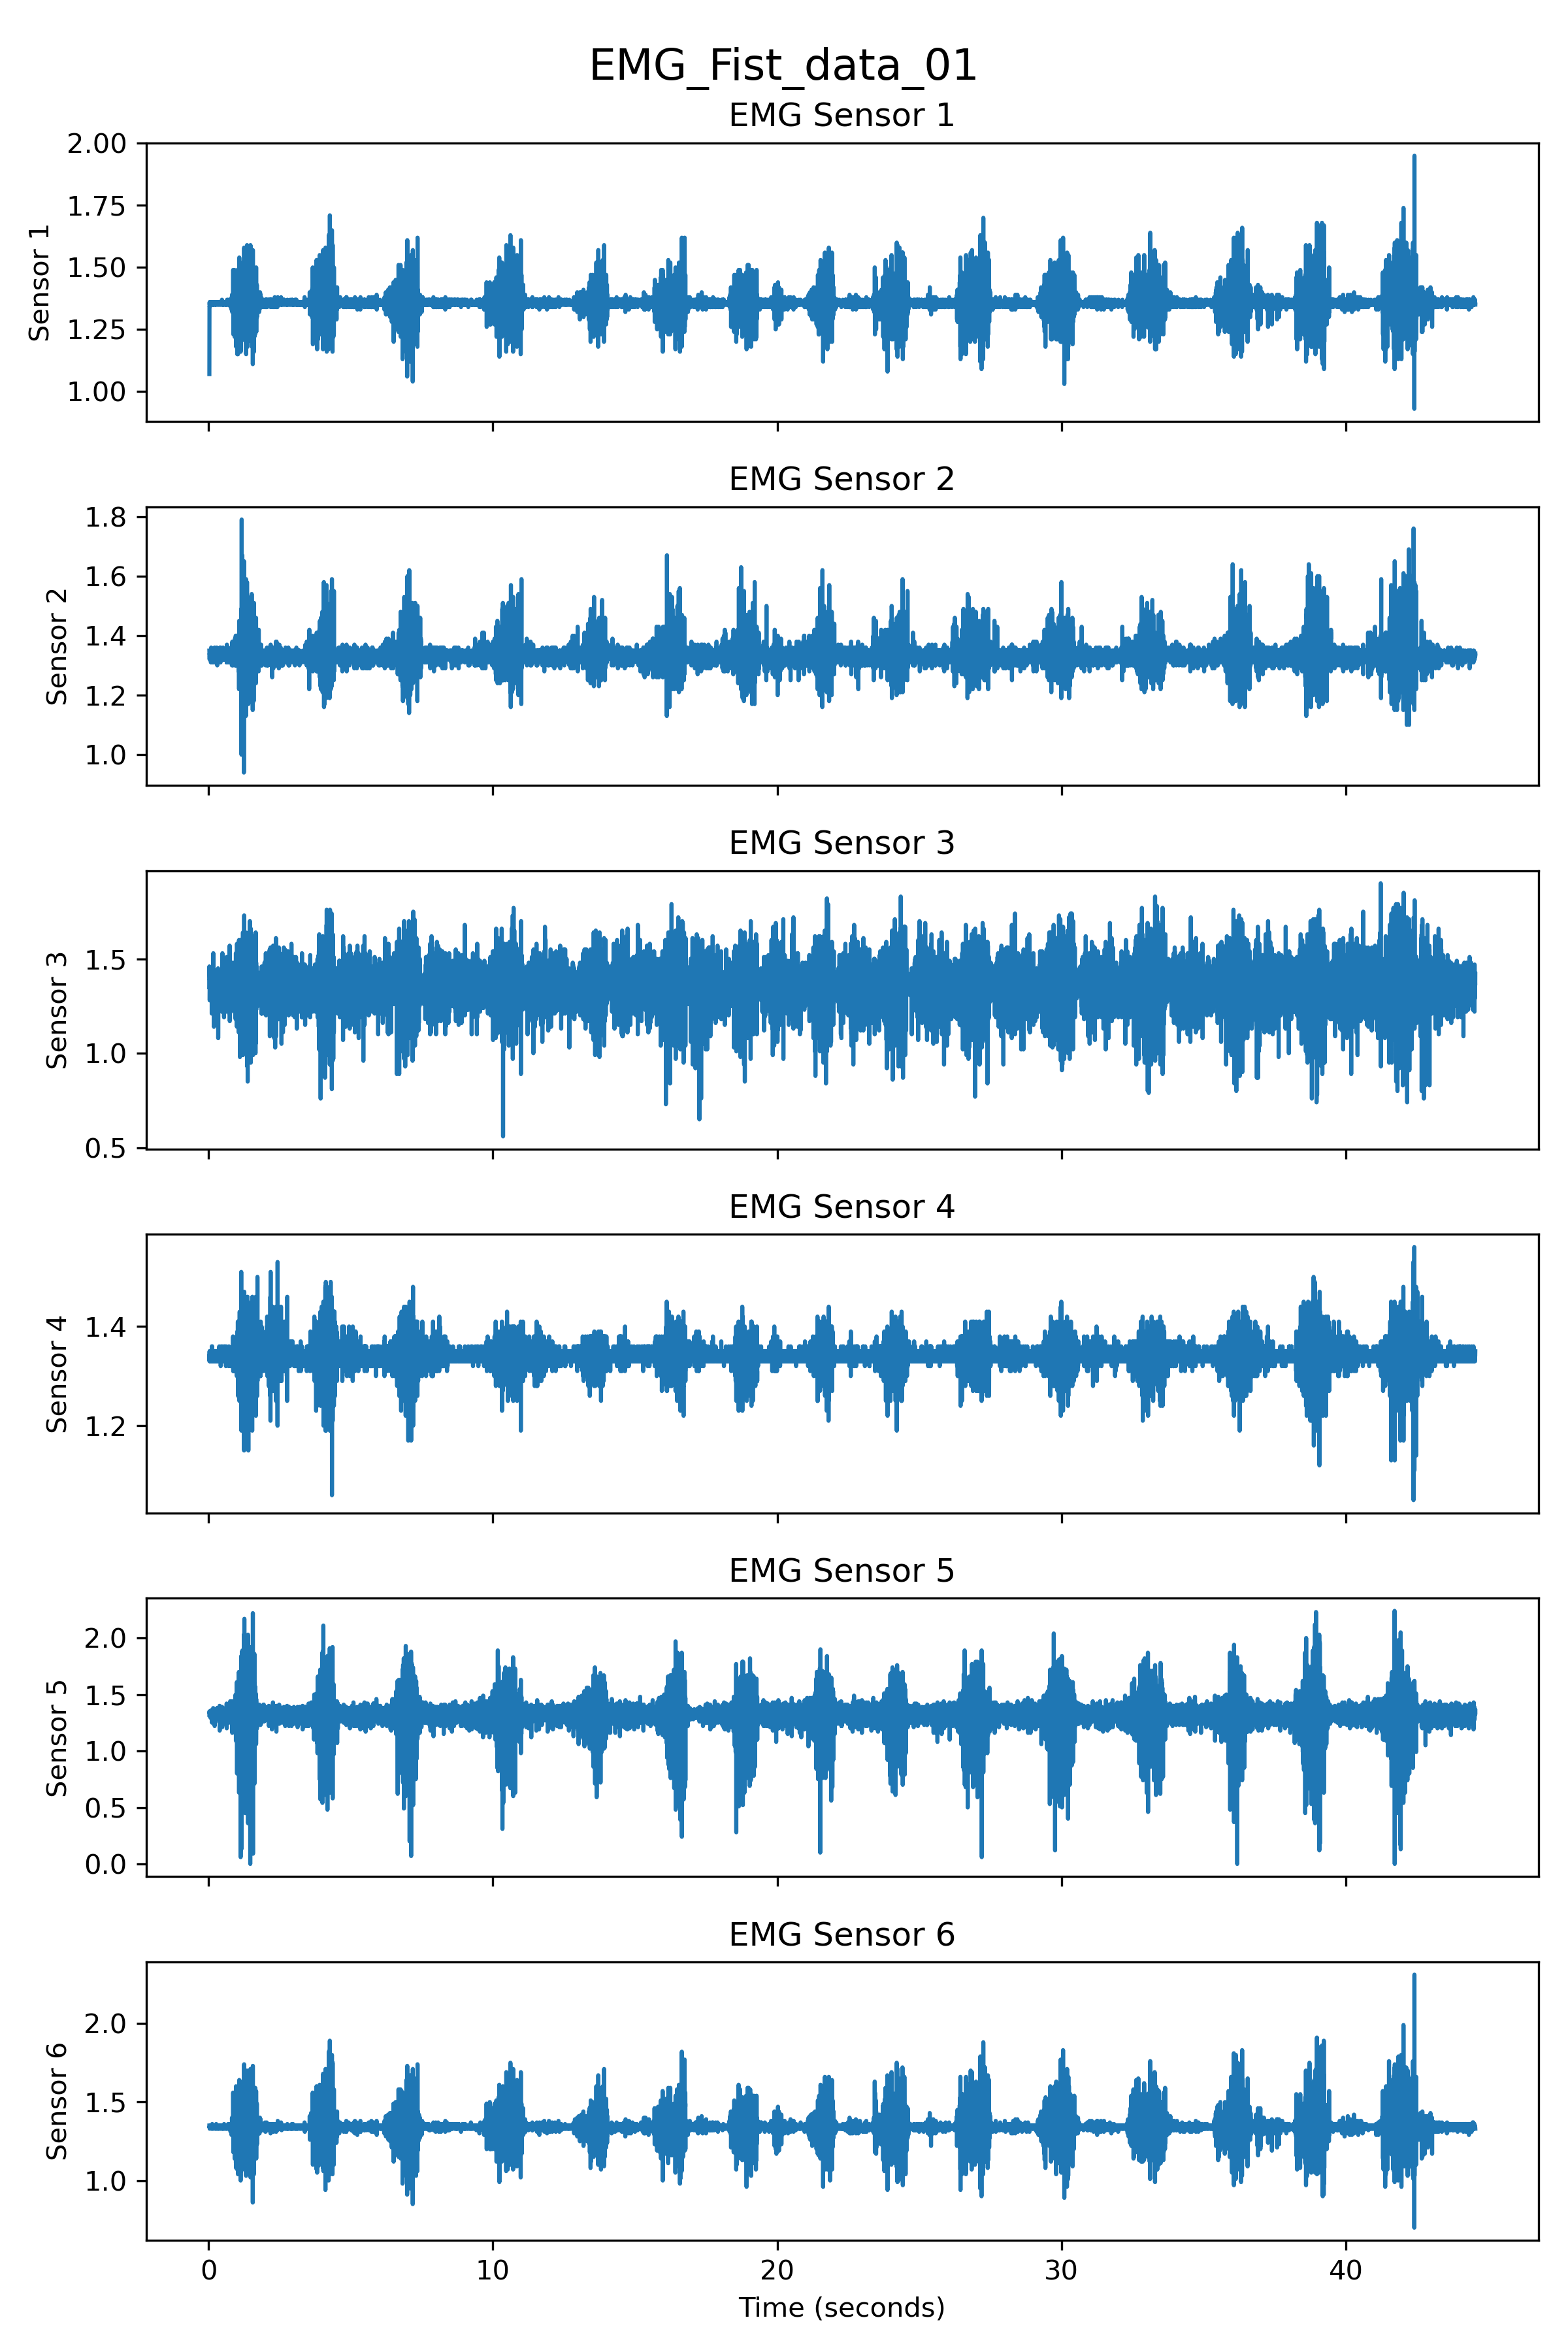 EMG_Fist_data_01
EMG Sensor 1
Sensor 1
2.00
1.75
1.50
1.25
1.00
EMG Sensor 2
Sensor 2
1.8
1.6
1.4
1.2
1.0
EMG Sensor 3
Sensor 3
1.5
1.0
0.5
EMG Sensor 4
Sensor 4
1.4
1.2
EMG Sensor 5
Sensor 5
2.0
1.5
1.0
0.5
0.0
EMG Sensor 6
Sensor 6
2.0
1.5
1.0
0 10 20 30 40
Time (seconds)